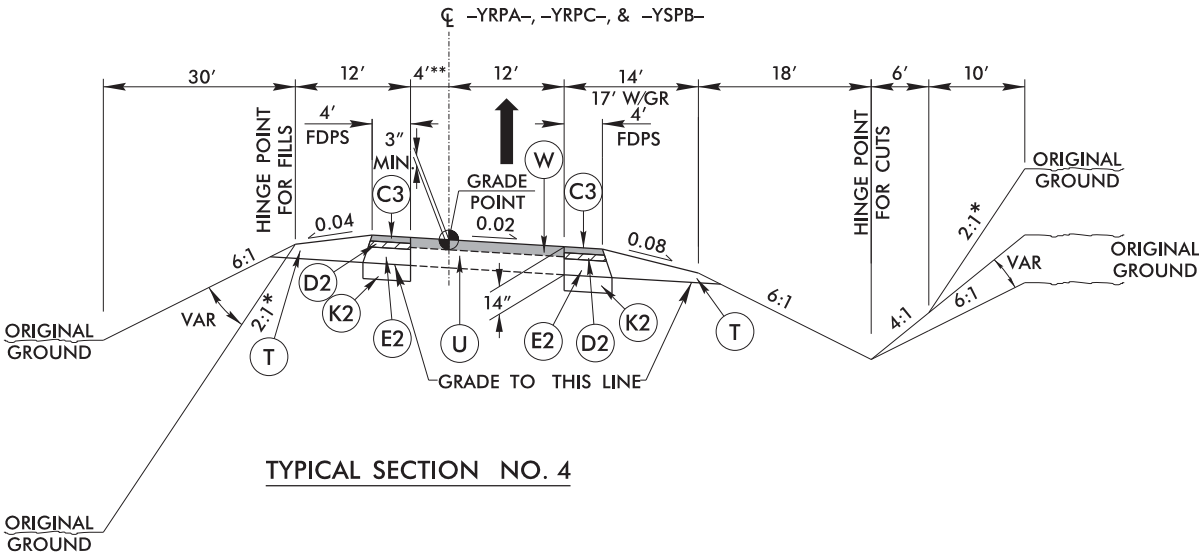 ℄ –YRPA–, –YRPC–, & –YSPB–
30' 12' 4'** 12' 14' 18' 6' 10'
17' W/GR
4'
FDPS
4'
FDPS
HINGE POINT
FOR FILLS
3"
MIN.
W
HINGE POINT
FOR CUTS
ORIGINAL
GROUND
C3
GRADE
POINT
C3
0.04
0.02
0.08
2:1*
ORIGINAL
GROUND
6:1
D2
14"
6:1
4:1
6:1
VAR
VAR
2:1*
K2
K2
ORIGINAL
GROUND
T
E2
U
E2
D2
T
GRADE TO THIS LINE
TYPICAL SECTION NO. 4
ORIGINAL
GROUND